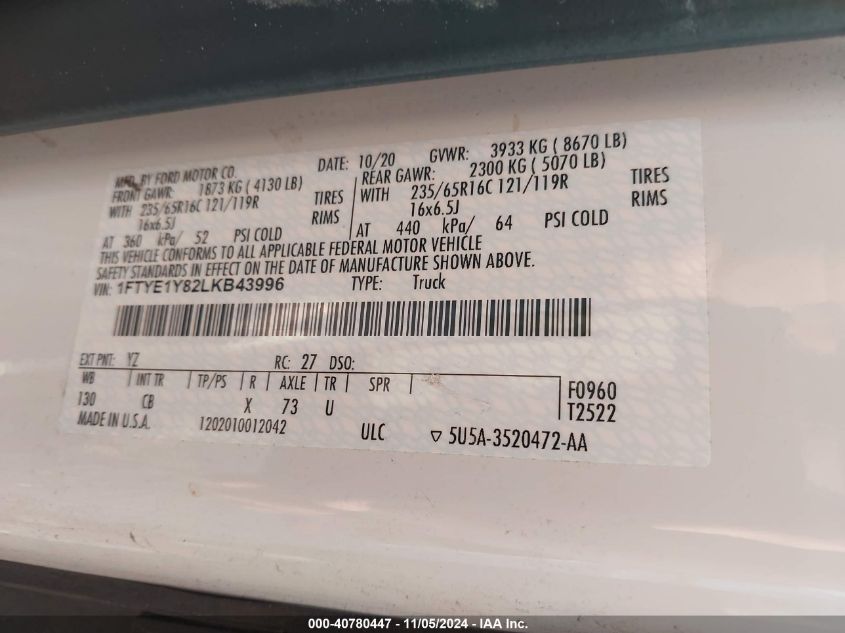 MFD. BY FORD MOTOR CO. DATE: 10/20 GVWR: 3933 KG ( 8670 LB)
FRONT GAWR: 1873 KG ( 4130 LB) REAR GAWR: 2300 KG ( 5070 LB)
WITH 235/65R16C 121/119R TIRES WITH 235/65R16C 121/119R TIRES
16x6.5J RIMS 16x6.5J RIMS
AT 360 kPa/ 52 PSI COLD AT 440 kPa/ 64 PSI COLD
THIS VEHICLE CONFORMS TO ALL APPLICABLE FEDERAL MOTOR VEHICLE
SAFETY STANDARDS IN EFFECT ON THE DATE OF MANUFACTURE SHOWN ABOVE.
VIN: 1FTYE1Y82LKB43996 TYPE: Truck
EXT PNT: YZ RC: 27 DSO:
WB INT TR TP/PS R AXLE TR SPR F0960
130 CB X 73 U T2522
MADE IN U.S.A. 1202010012042 ULC ▽ 5U5A-3520472-AA
000-40780447 - 11/05/2024 - IAA Inc.